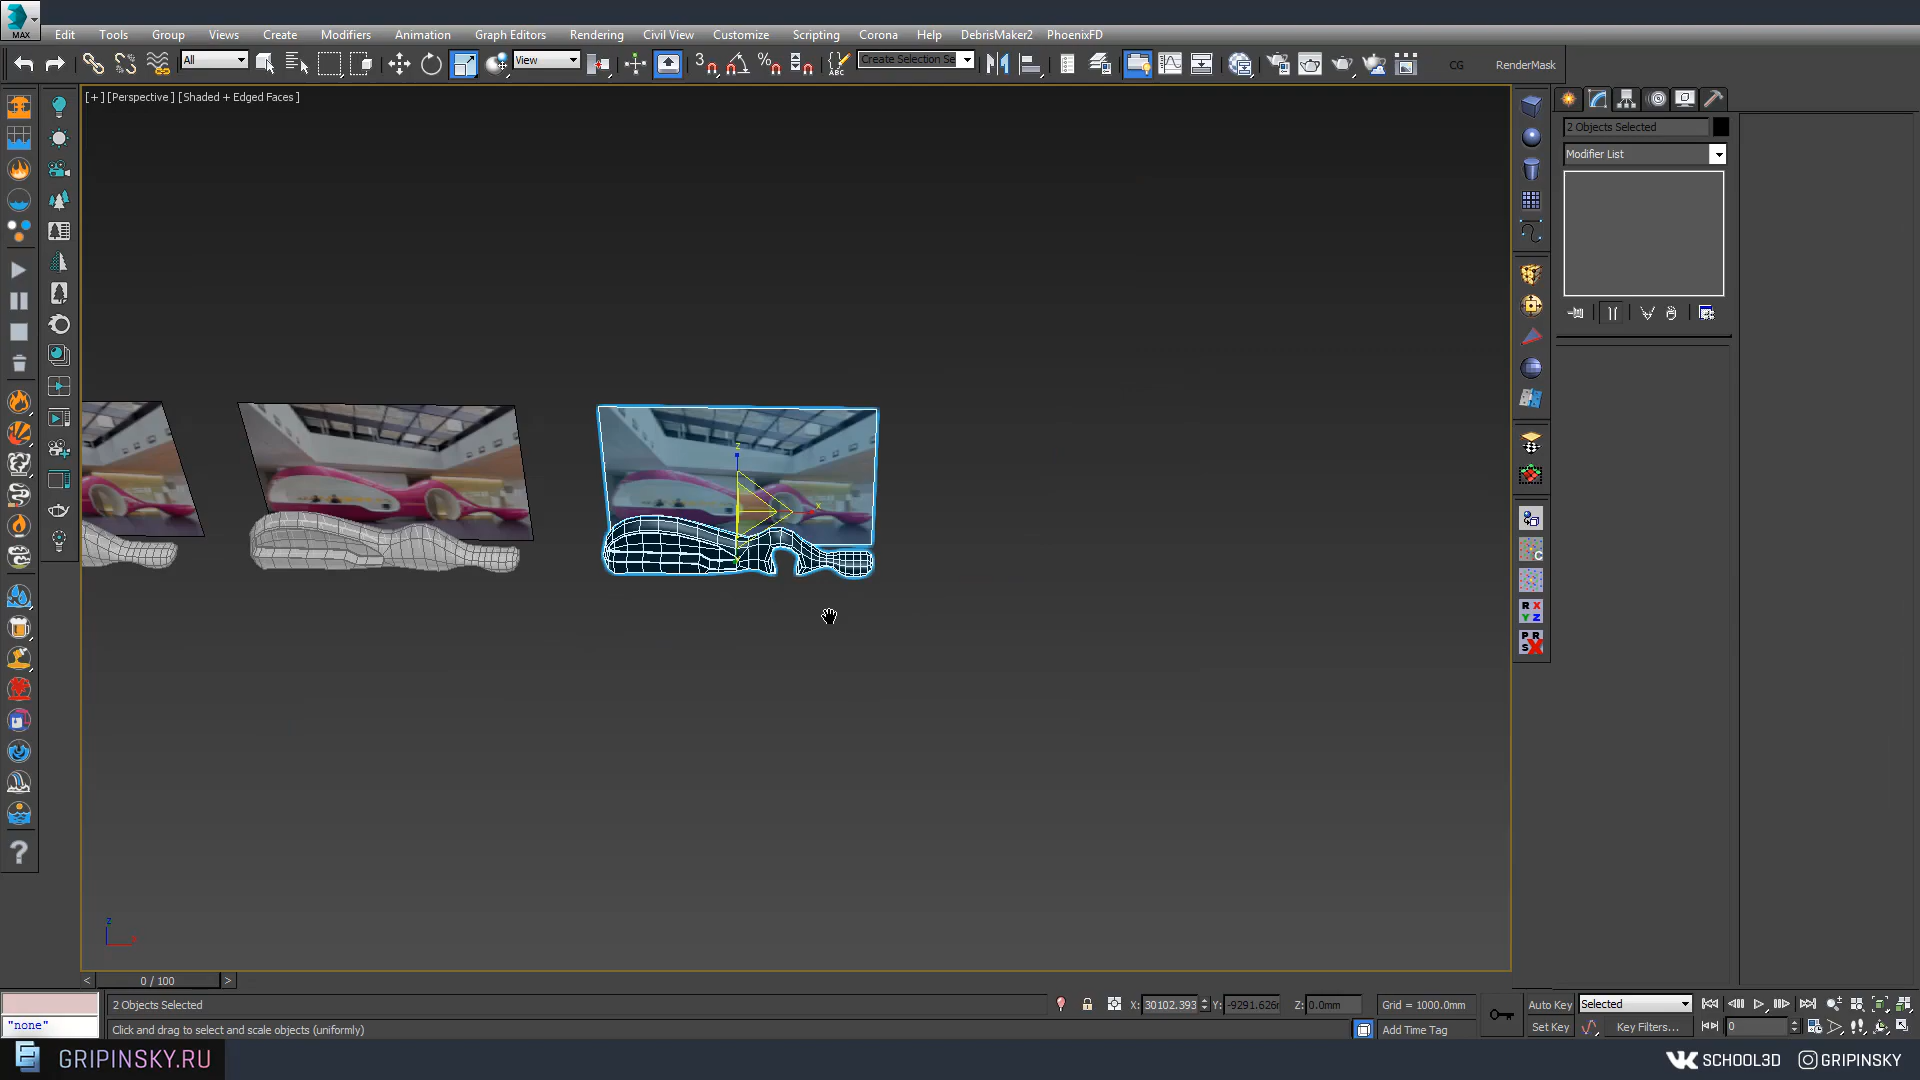 MAX
Edit Tools Group Views Create Modifiers Animation Graph Editors Rendering Civil View Customize Scripting Corona Help DebrisMaker2 PhoenixFD
All View 3 ABC Create Selection Se CG RenderMask
[+] [Perspective] [Shaded + Edged Faces]
2 Objects Selected
Modifier List
z
x
C
R X
Y Z
P R
S X
z
0 / 100
2 Objects Selected X: 30102.393 Y: -9291.626 Z: 0.0mm Grid = 1000.0mm Auto Key Selected
"none" Click and drag to select and scale objects (uniformly) Add Time Tag Set Key Key Filters... 0
GRIPINSKY.RU SCHOOL3D GRIPINSKY